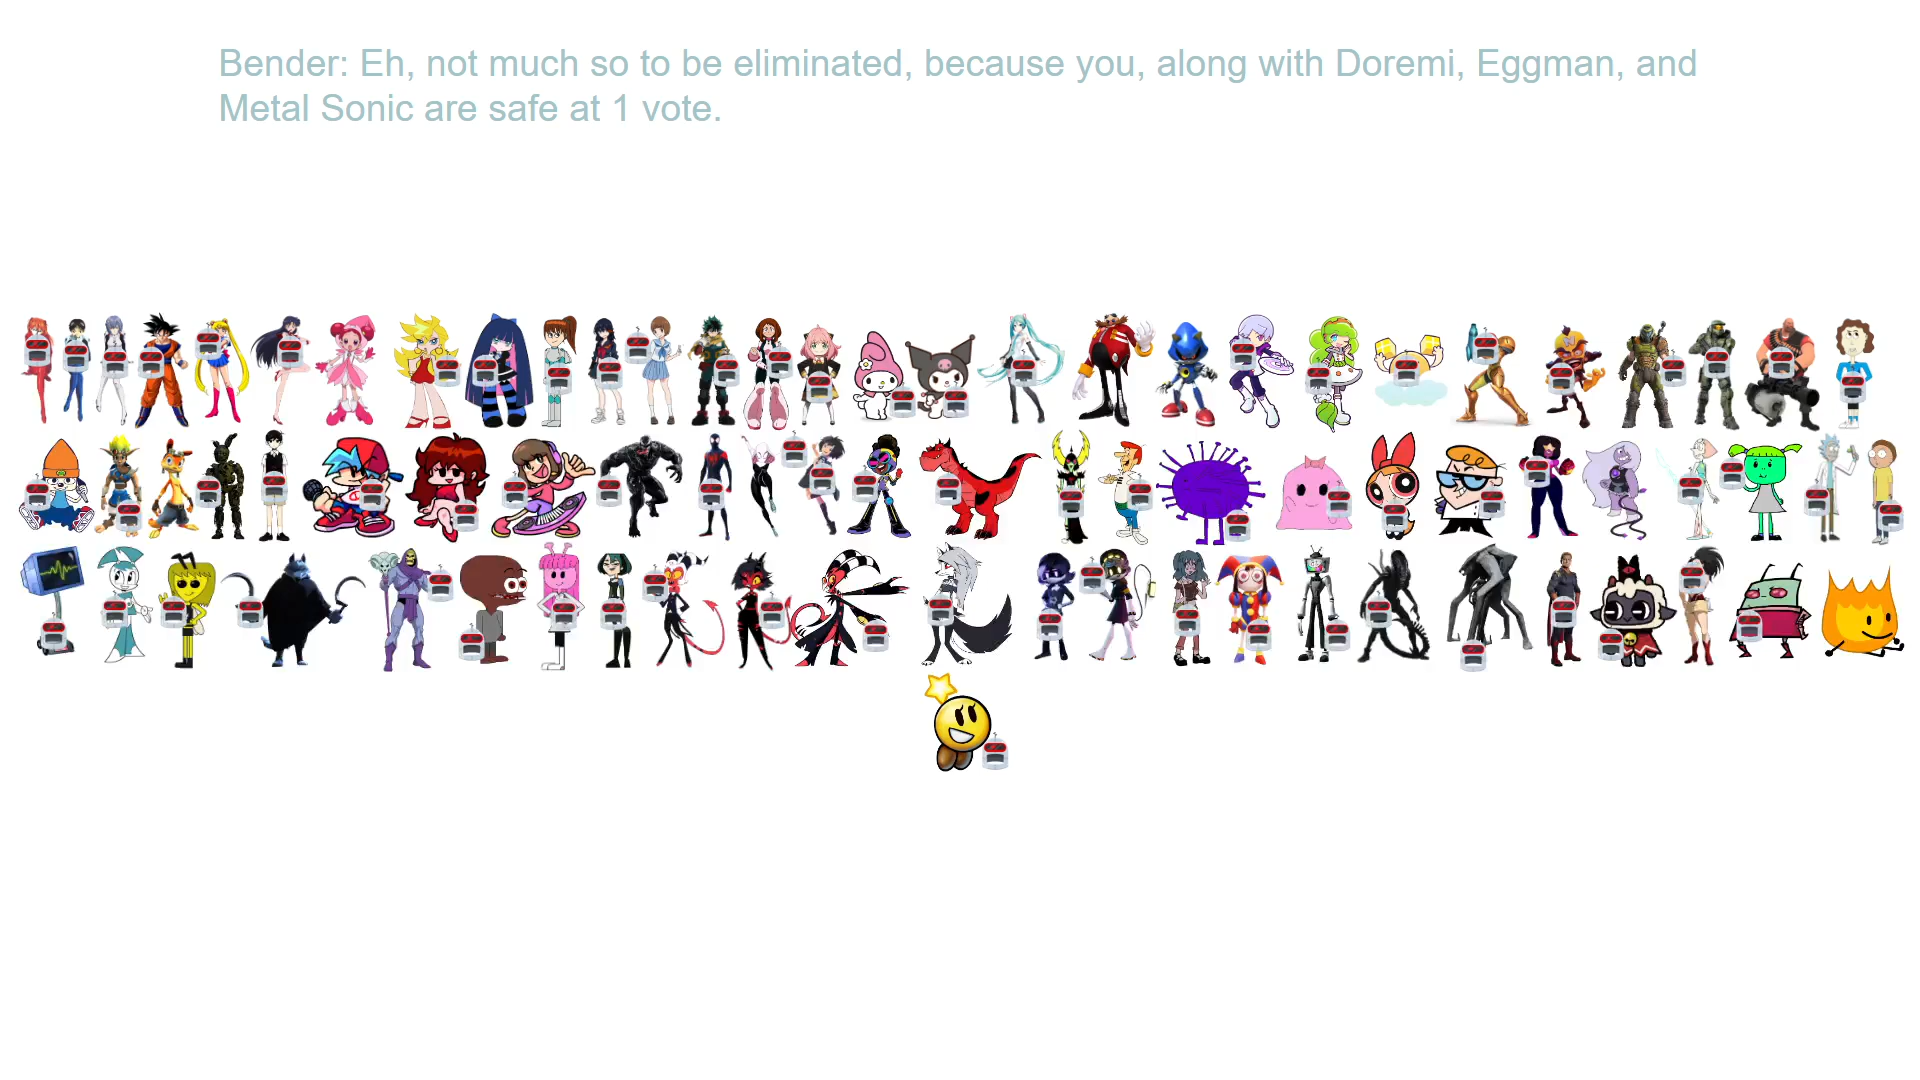 Bender: Eh, not much so to be eliminated, because you, along with Doremi, Eggman, and
Metal Sonic are safe at 1 vote.